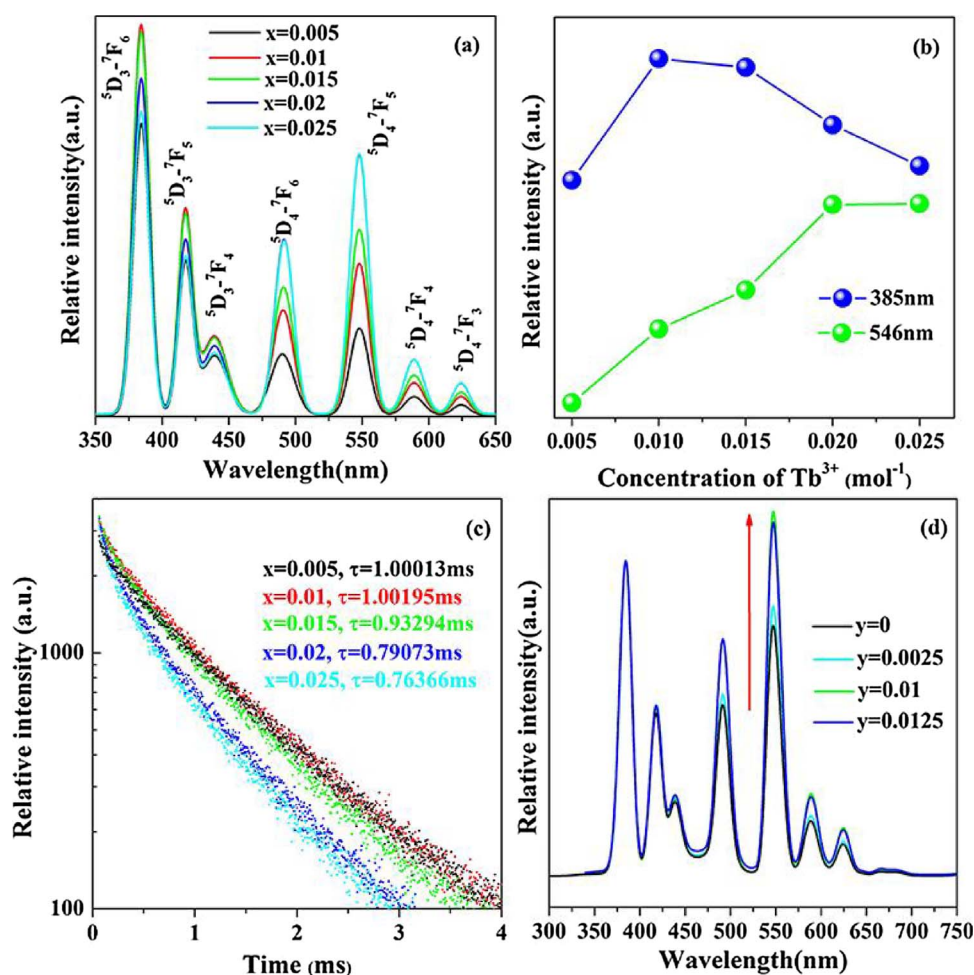 (a)
x=0.005
x=0.01
x=0.015
x=0.02
x=0.025
⁵D₃-⁷F₆
⁵D₃-⁷F₅
⁵D₃-⁷F₄
⁵D₄-⁷F₆
⁵D₄-⁷F₅
⁵D₄-⁷F₄
⁵D₄-⁷F₃
Relative intensity(a.u.)
350 400 450 500 550 600 650
Wavelength(nm)
(b)
385nm
546nm
Relative intensity (a.u.)
0.005 0.010 0.015 0.020 0.025
Concentration of Tb³⁺ (mol⁻¹)
(c)
x=0.005, τ=1.00013ms
x=0.01, τ=1.00195ms
x=0.015, τ=0.93294ms
x=0.02, τ=0.79073ms
x=0.025, τ=0.76366ms
Relative intensity (a.u.)
1000
100
0 1 2 3 4
Time (ms)
(d)
y=0
y=0.0025
y=0.01
y=0.0125
Relative intensity(a.u.)
300 350 400 450 500 550 600 650 700 750
Wavelength(nm)